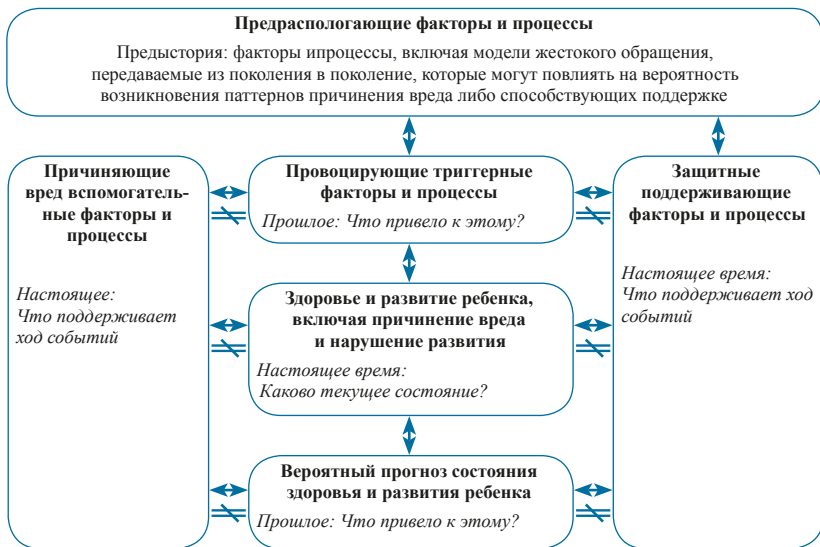 Предраспологающие факторы и процессы
Предыстория: факторы ипроцессы, включая модели жестокого обращения,
передаваемые из поколения в поколение, которые могут повлиять на вероятность
возникновения паттернов причинения вреда либо способствующих поддержке
Причиняющие
вред вспомогатель-
ные факторы и
процессы
Настоящее:
Что поддерживает
ход событий
Провоцирующие триггерные
факторы и процессы
Прошлое: Что привело к этому?
Здоровье и развитие ребенка,
включая причинение вреда
и нарушение развития
Настоящее время:
Каково текущее состояние?
Вероятный прогноз состояния
здоровья и развития ребенка
Прошлое: Что привело к этому?
Защитные
поддерживающие
факторы и процессы
Настоящее время:
Что поддерживает ход
событий